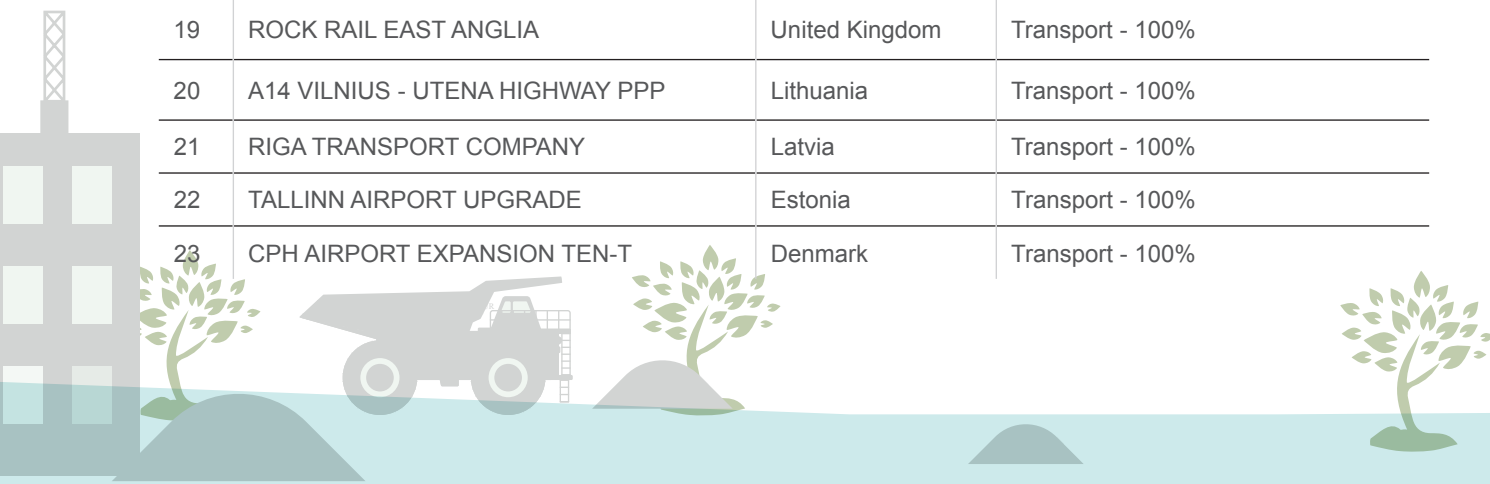 19 ROCK RAIL EAST ANGLIA United Kingdom Transport - 100%
20 A14 VILNIUS - UTENA HIGHWAY PPP Lithuania Transport - 100%
21 RIGA TRANSPORT COMPANY Latvia Transport - 100%
22 TALLINN AIRPORT UPGRADE Estonia Transport - 100%
23 CPH AIRPORT EXPANSION TEN-T Denmark Transport - 100%